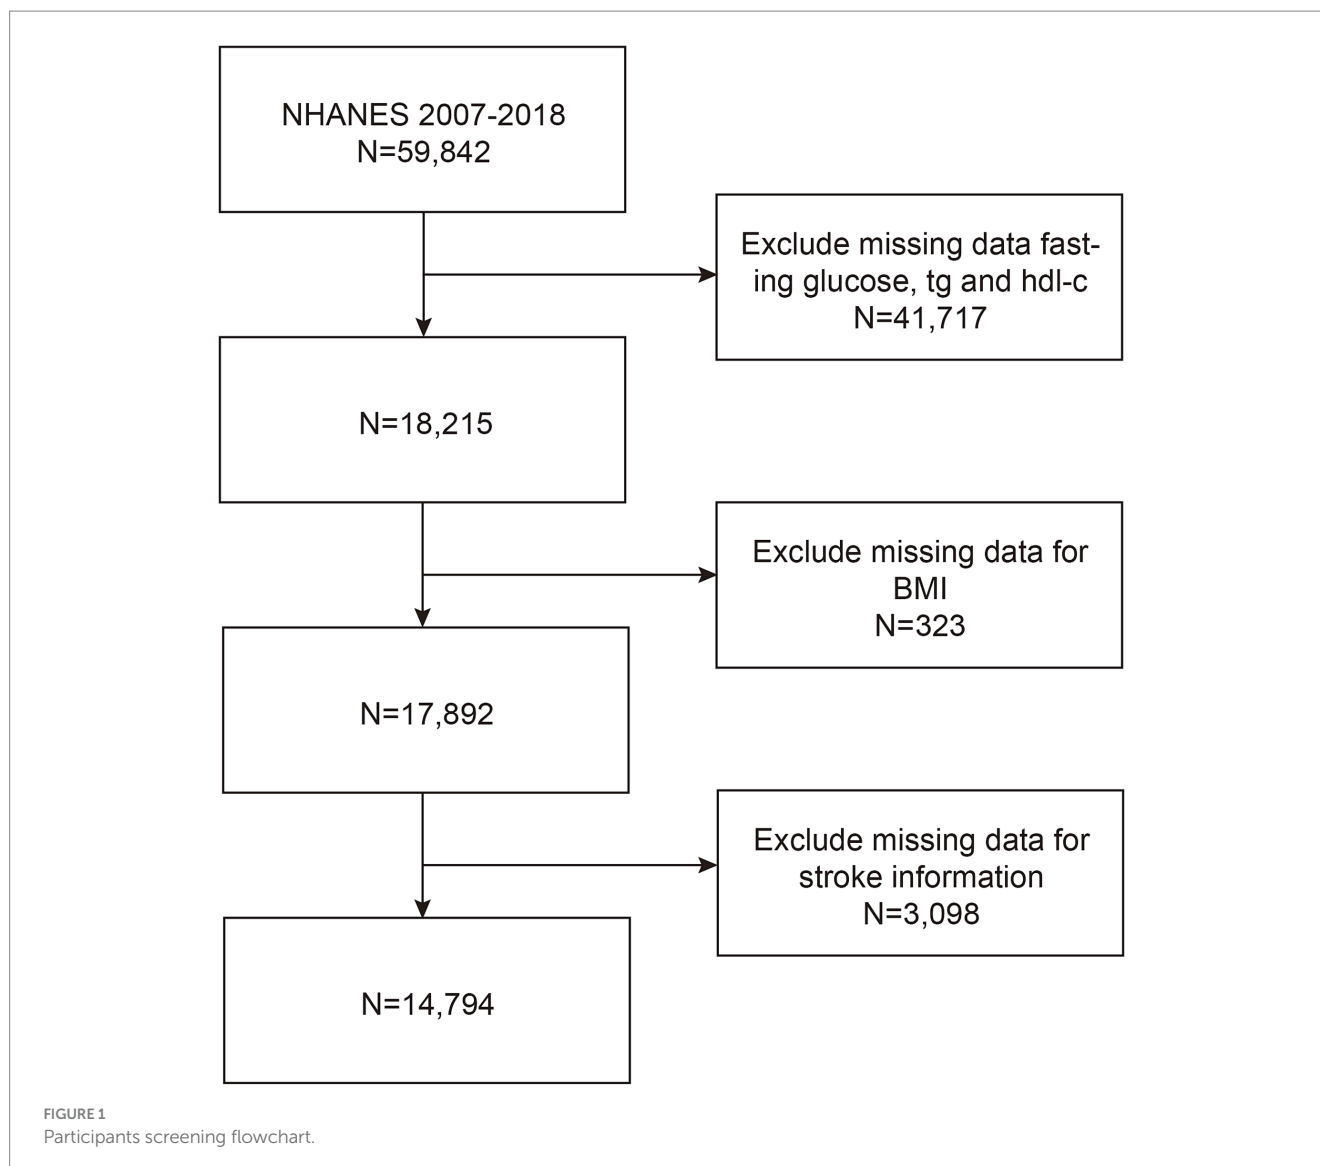 NHANES 2007-2018
N=59,842
Exclude missing data fast-
ing glucose, tg and hdl-c
N=41,717
N=18,215
Exclude missing data for
BMI
N=323
N=17,892
Exclude missing data for
stroke information
N=3,098
N=14,794
FIGURE 1
Participants screening flowchart.